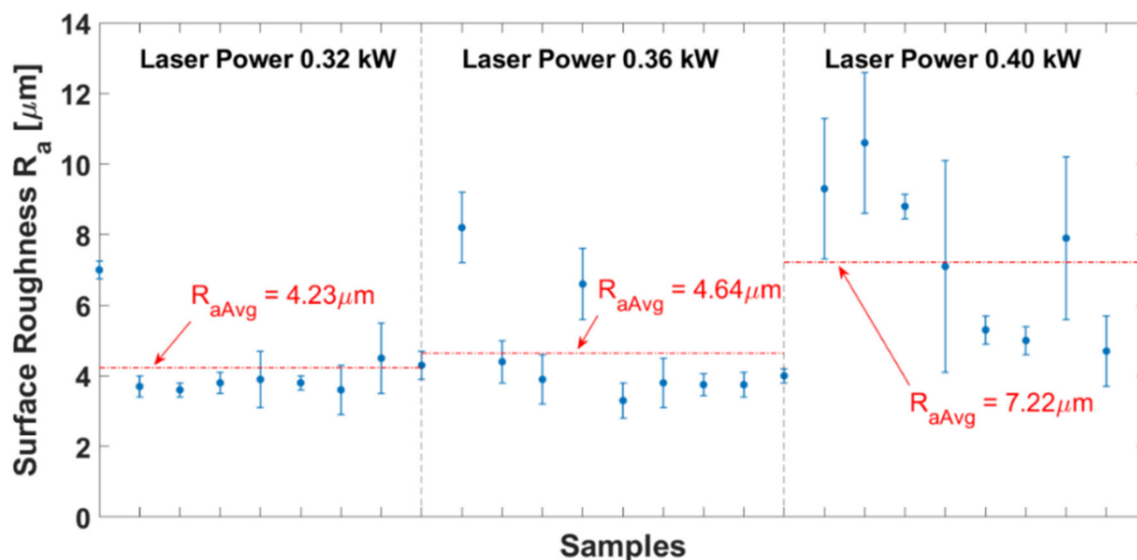 14
12
10
8
6
4
2
0
Surface Roughness Ra [μm]
Laser Power 0.32 kW
Laser Power 0.36 kW
Laser Power 0.40 kW
RaAvg = 4.23μm
RaAvg = 4.64μm
RaAvg = 7.22μm
Samples